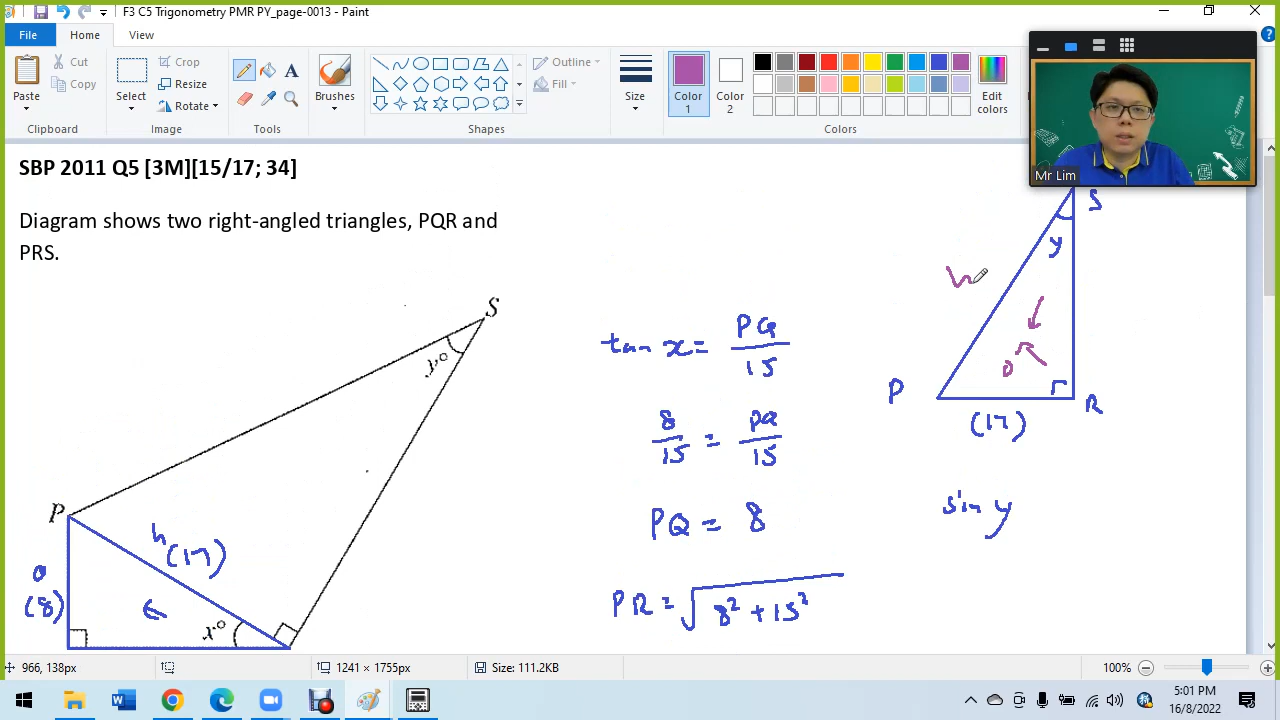 F3 C5 Trigonometry PMR PY_page-0013 - Paint
File Home View
Paste
Cut
Copy
Clipboard
Select
Crop
Resize
Rotate
Image
A
Tools
Brushes
Outline
Fill
Shapes
Size
Color 1
Color 2
Edit colors
Colors
Mr Lim
SBP 2011 Q5 [3M][15/17; 34]
Diagram shows two right-angled triangles, PQR and
PRS.
S
y°
P
h
(17)
o
(8)
x°
tan x = PQ/15
8/15 = PQ/15
PQ = 8
PR = √8² + 15²
S
y
h
o
P
R
(17)
sin y
966, 138px
1241 × 1755px
Size: 111.2KB
100%
5:01 PM
16/8/2022